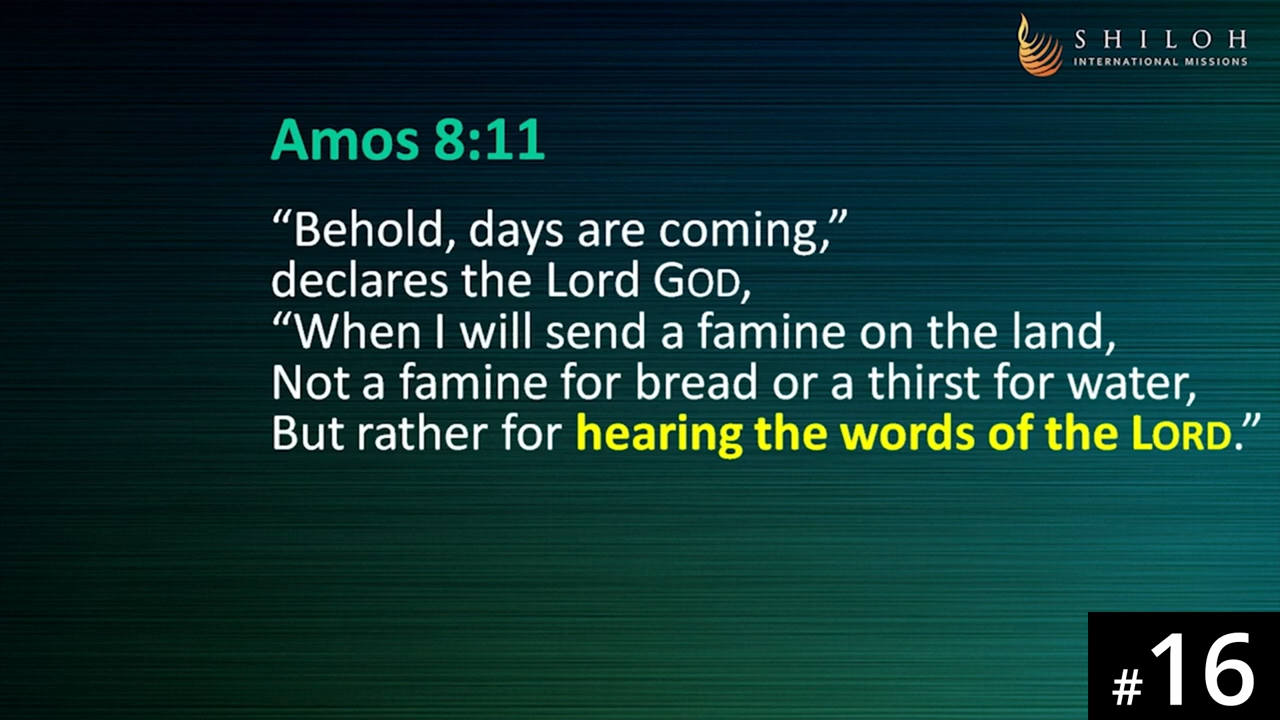 SHILOH
INTERNATIONAL MISSIONS
Amos 8:11
“Behold, days are coming,”
declares the Lord GOD,
“When I will send a famine on the land,
Not a famine for bread or a thirst for water,
But rather for hearing the words of the LORD.”
#16